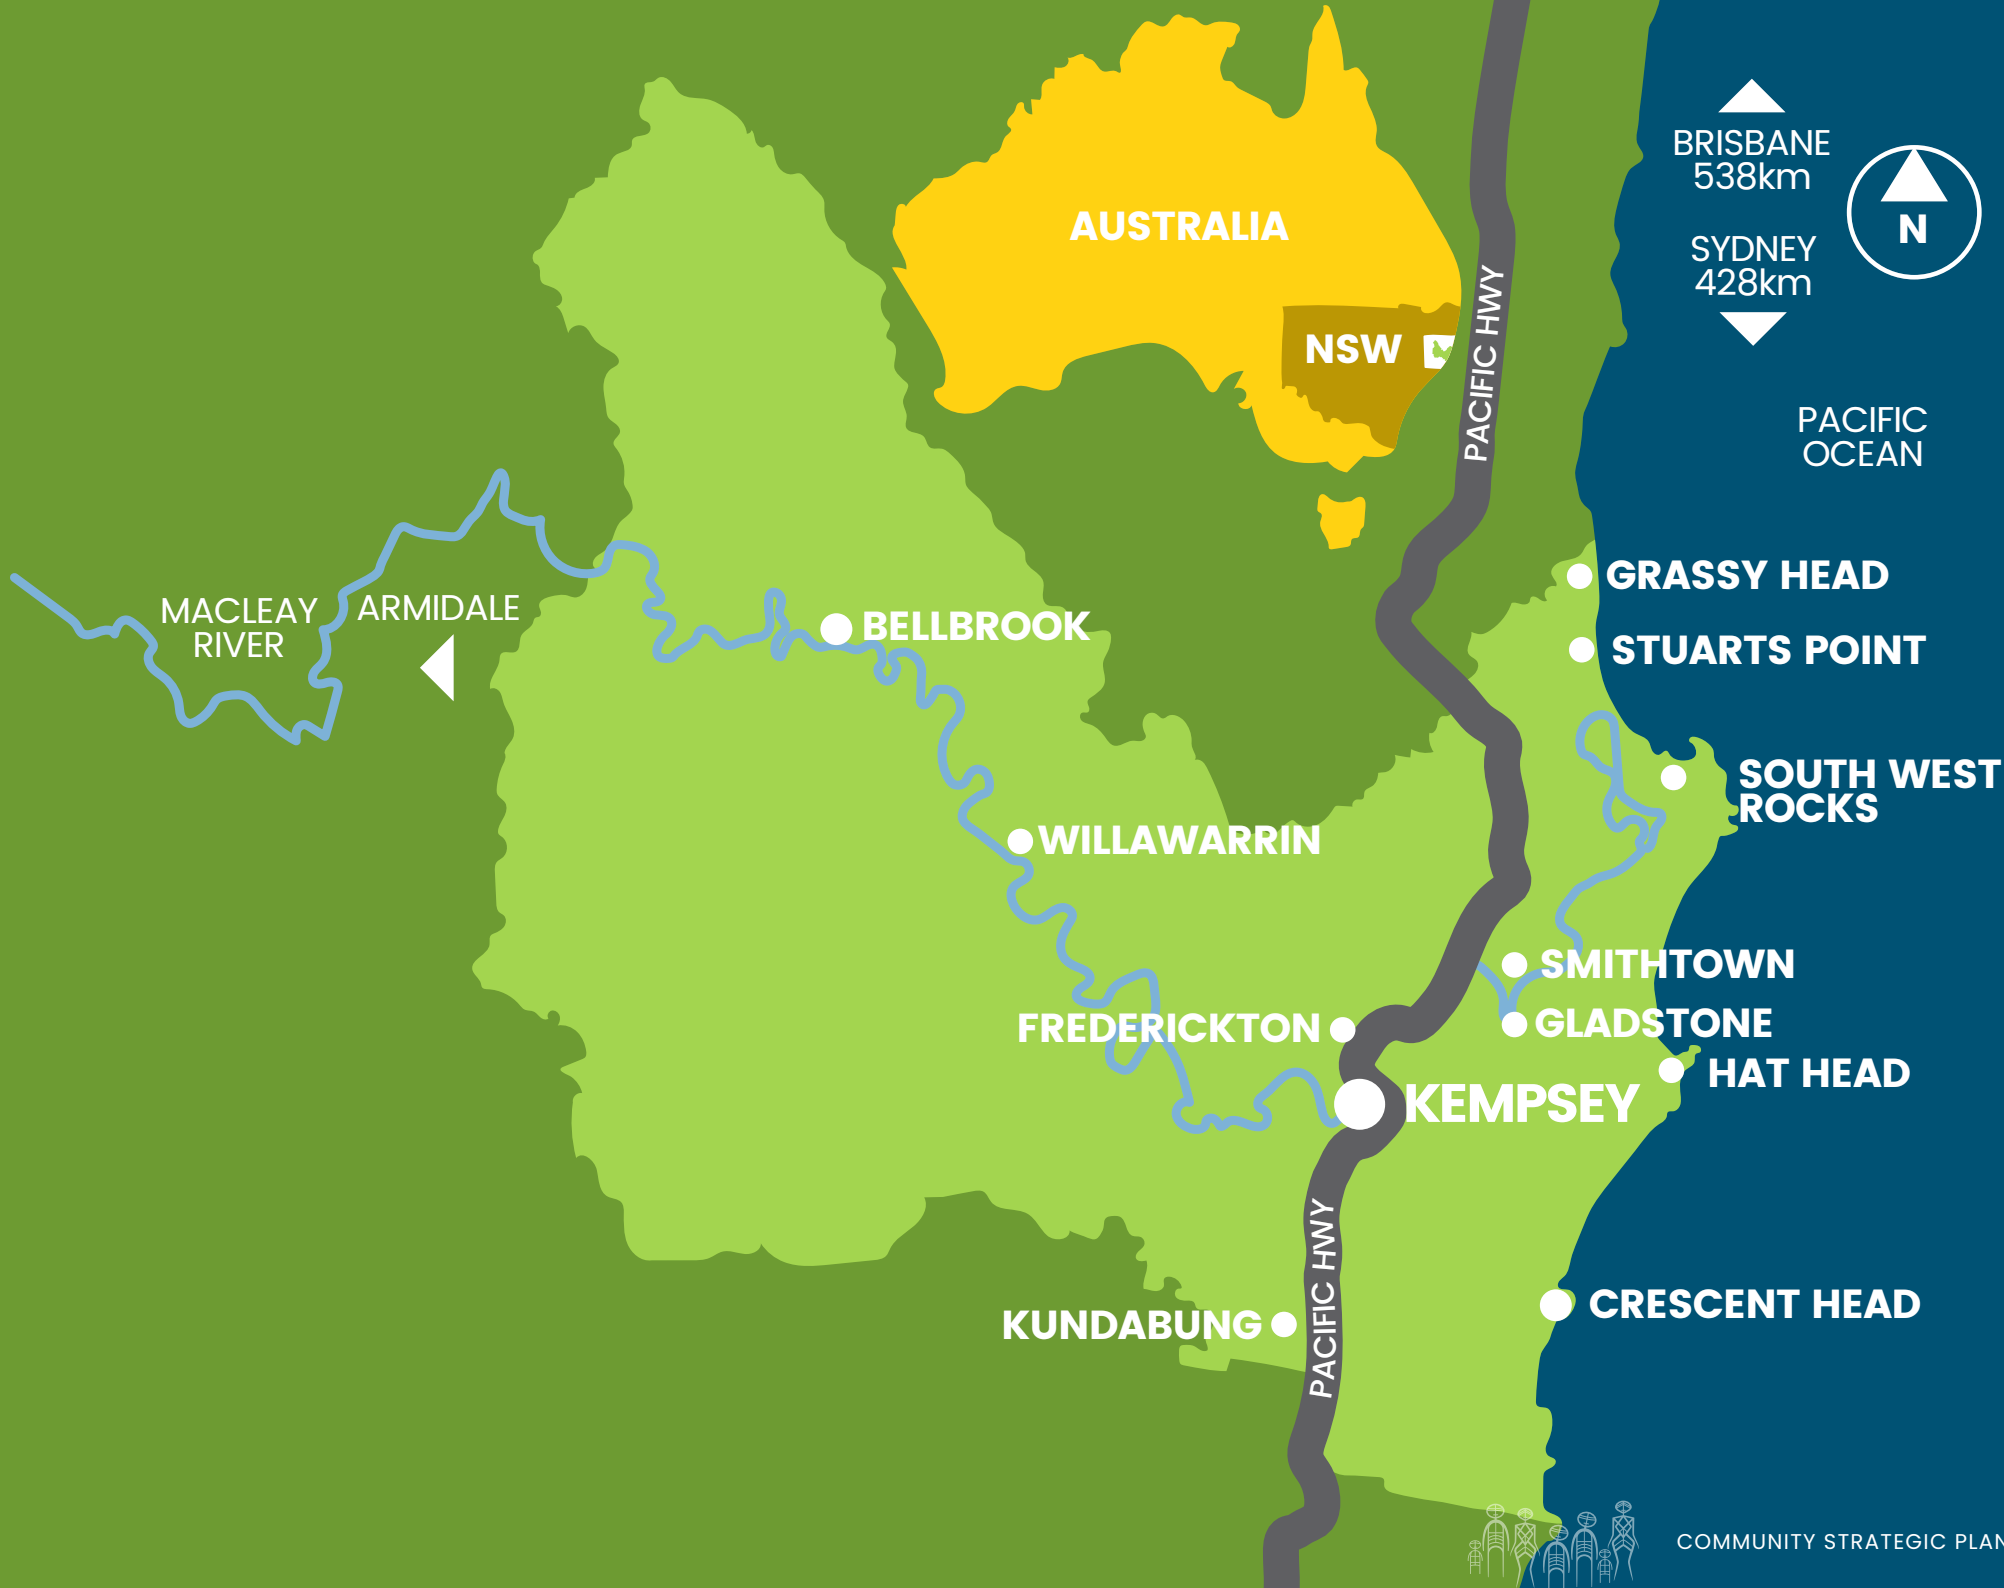 BRISBANE
538km
N
SYDNEY
428km
AUSTRALIA
NSW
PACIFIC HWY
PACIFIC
OCEAN
GRASSY HEAD
MACLEAY
RIVER
ARMIDALE
BELLBROOK
STUARTS POINT
SOUTH WEST
ROCKS
WILLAWARRIN
SMITHTOWN
FREDERICKTON
GLADSTONE
HAT HEAD
KEMPSEY
PACIFIC HWY
CRESCENT HEAD
KUNDABUNG
COMMUNITY STRATEGIC PLAN